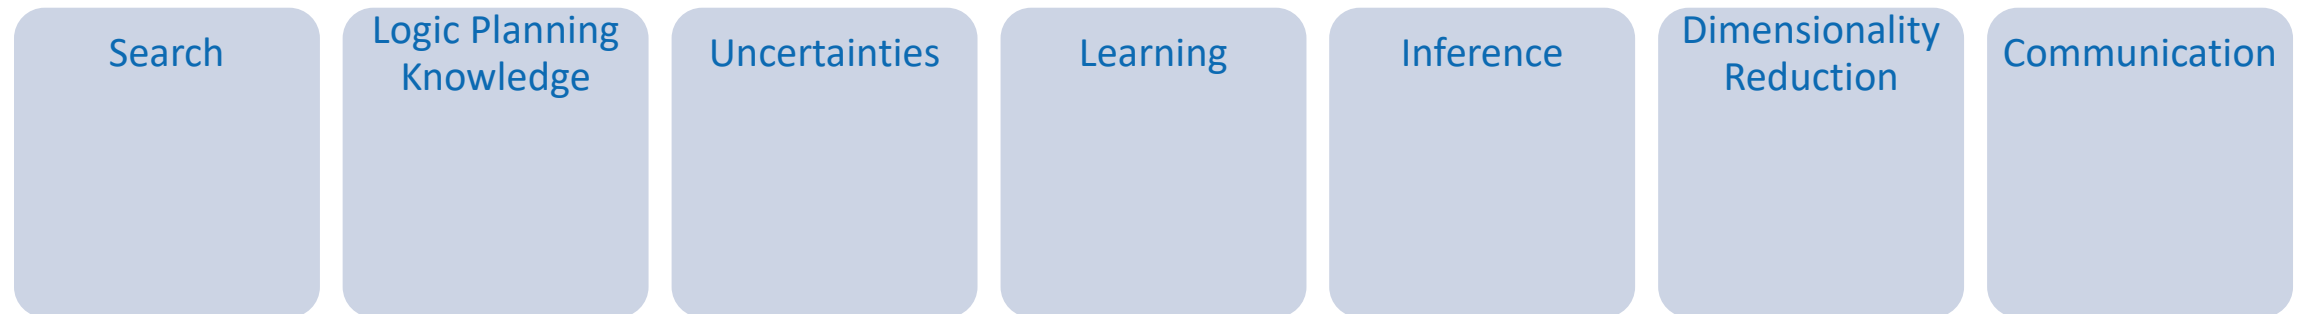 Search
Logic Planning
Knowledge
Uncertainties
Learning
Inference
Dimensionality
Reduction
Communication